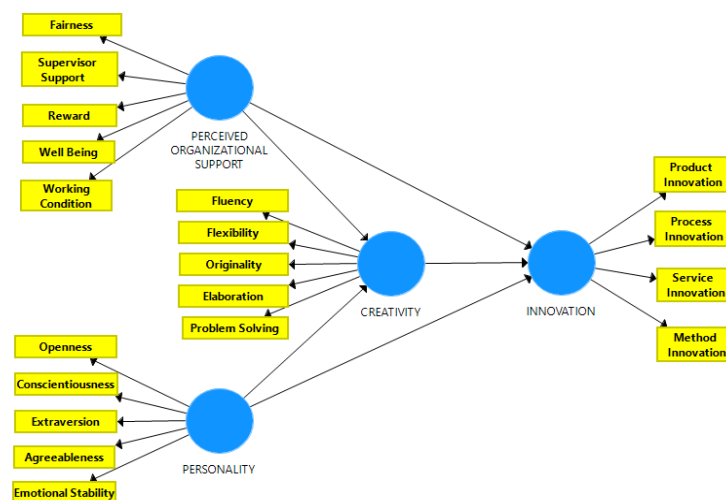 Fairness
Supervisor
Support
Reward
Well Being
Working
Condition
PERCEIVED
ORGANIZATIONAL
SUPPORT
Fluency
Flexibility
Originality
Elaboration
Problem Solving
CREATIVITY
Product
Innovation
Process
Innovation
Service
Innovation
Method
Innovation
INNOVATION
Openness
Conscientiousness
Extraversion
Agreeableness
Emotional Stability
PERSONALITY